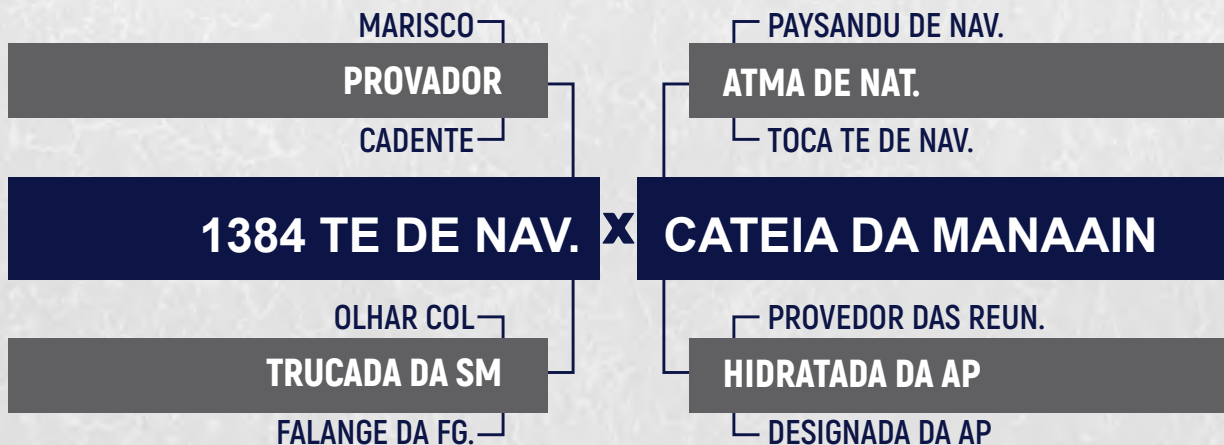 MARISCO
PROVADOR
CADENTE
PAYSANDU DE NAV.
ATMA DE NAT.
TOCA TE DE NAV.
1384 TE DE NAV. X CATEIA DA MANAAIN
OLHAR COL
TRUCADA DA SM
FALANGE DA FG.
PROVEDOR DAS REUN.
HIDRATADA DA AP
DESIGNADA DA AP